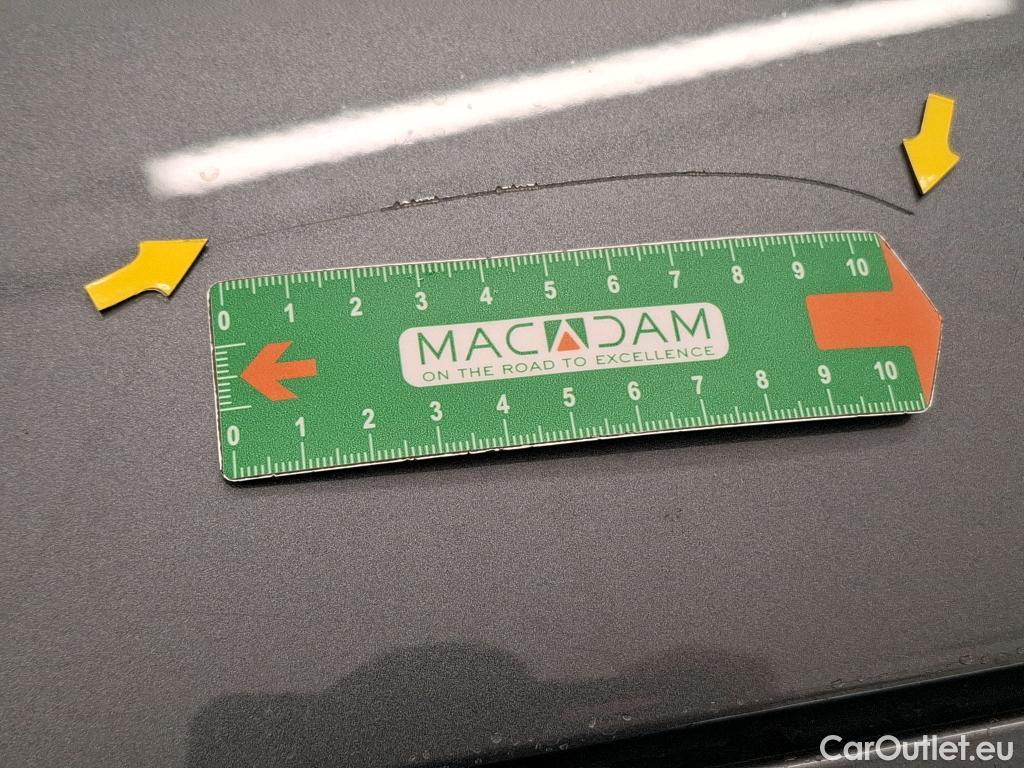 0 1 2 3 4 5 6 7 8 9 10
MACADAM
ON THE ROAD TO EXCELLENCE
0 1 2 3 4 5 6 7 8 9 10
CarOutlet.eu